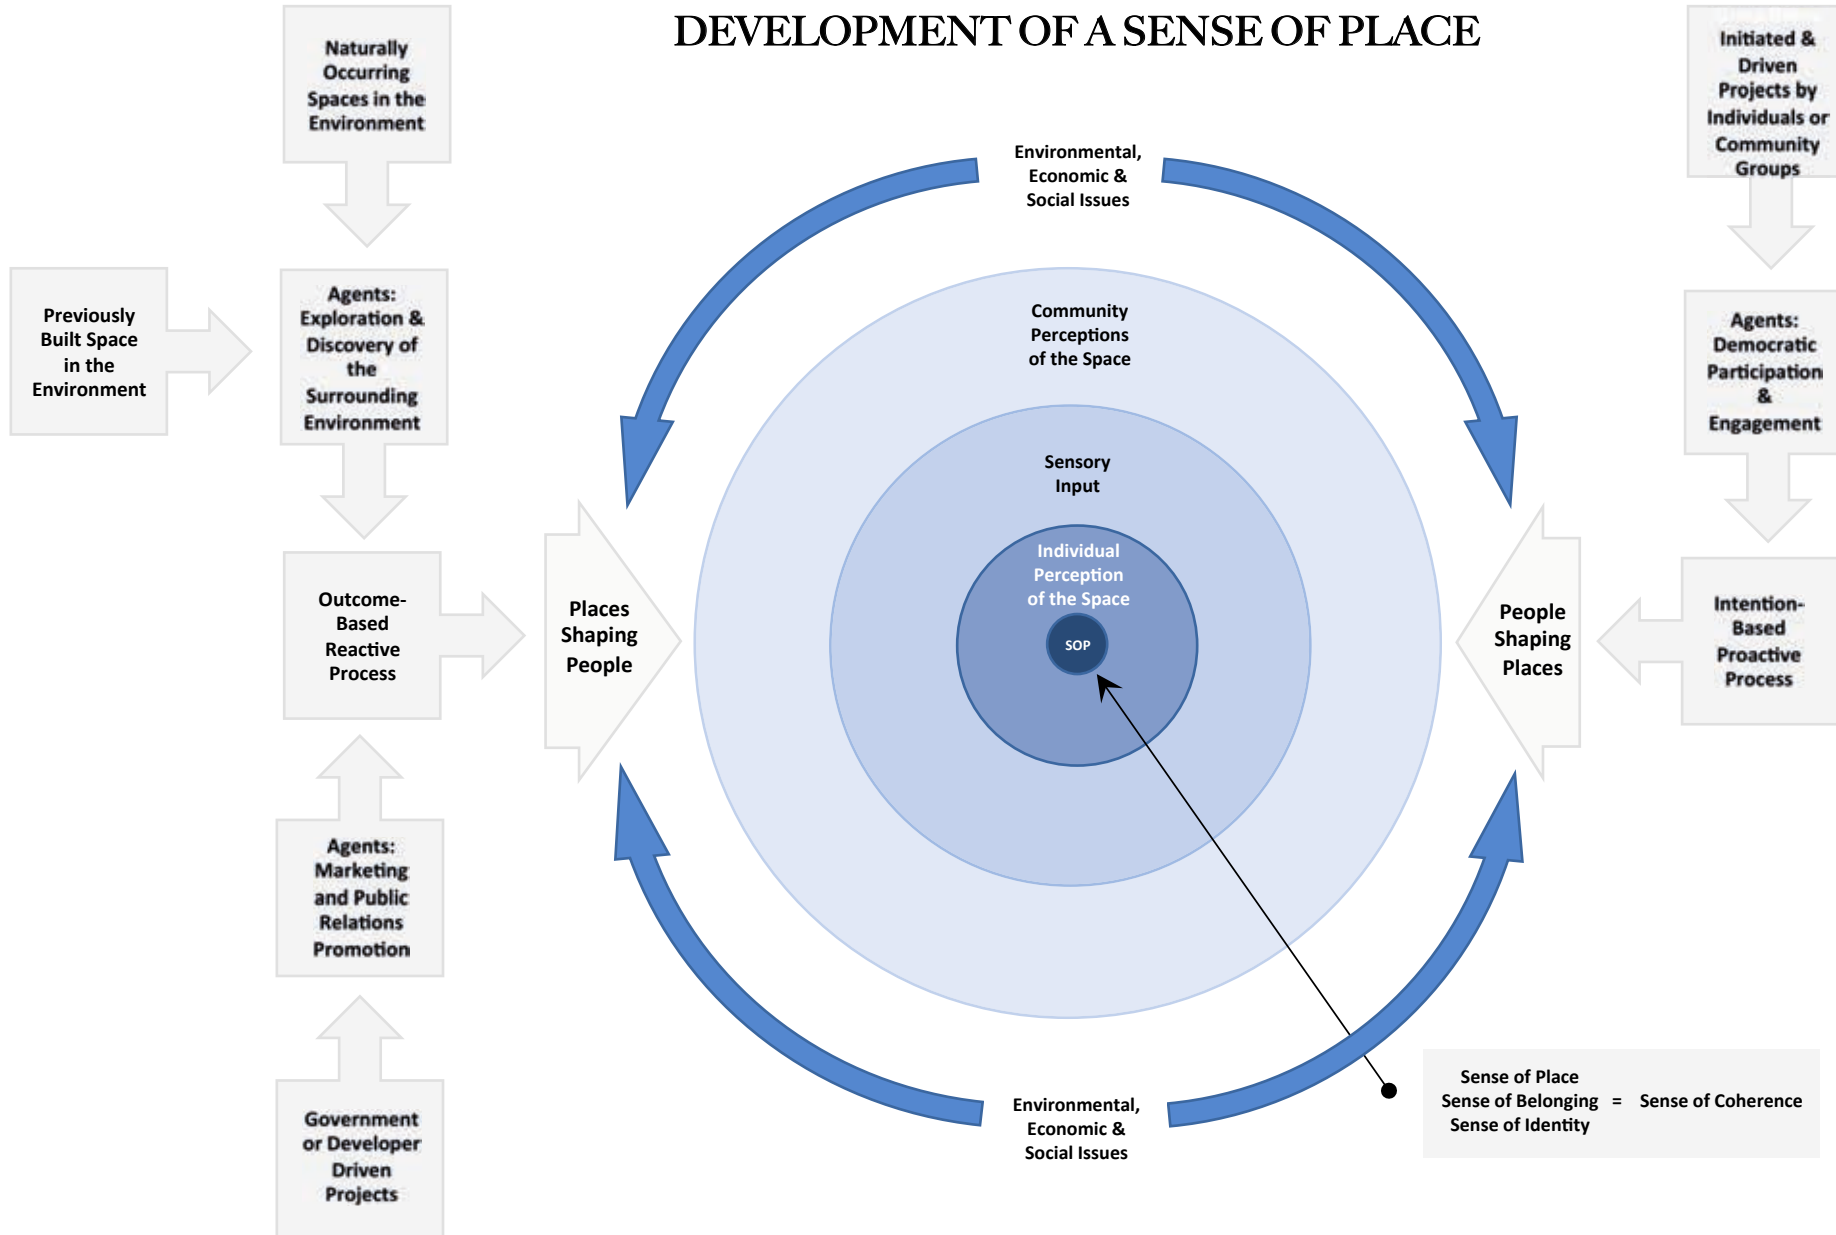 DEVELOPMENT OF A SENSE OF PLACE
Naturally
Occurring
Spaces in the
Environment
Previously
Built Space
in the
Environment
Agents:
Exploration &
Discovery of
the
Surrounding
Environment
Outcome-
Based
Reactive
Process
Agents:
Marketing
and Public
Relations
Promotion
Government
or Developer
Driven
Projects
Places
Shaping
People
Environmental,
Economic &
Social Issues
Community
Perceptions
of the Space
Sensory
Input
Individual
Perception
of the Space
SOP
Environmental,
Economic &
Social Issues
People
Shaping
Places
Initiated &
Driven
Projects by
Individuals or
Community
Groups
Agents:
Democratic
Participation
&
Engagement
Intention-
Based
Proactive
Process
Sense of Place
Sense of Belonging = Sense of Coherence
Sense of Identity